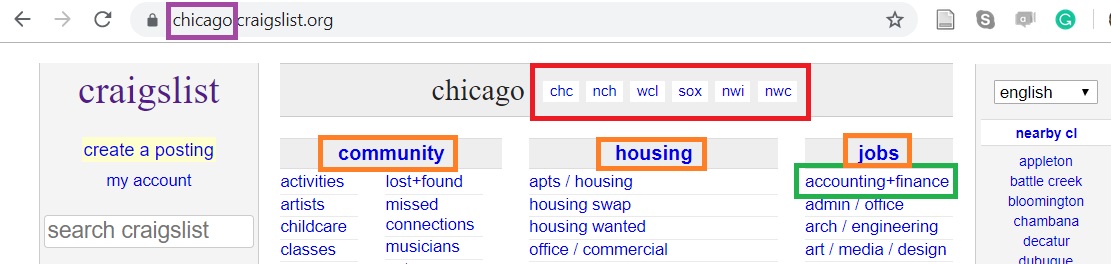 chicago.craigslist.org
craigslist
create a posting
my account
search craigslist
chicago chc nch wcl sox nwi nwc
community
activities lost+found
artists missed
childcare connections
classes musicians
housing
apts / housing
housing swap
housing wanted
office / commercial
jobs
accounting+finance
admin / office
arch / engineering
art / media / design
english
nearby cl
appleton
battle creek
bloomington
chambana
decatur
dubuque